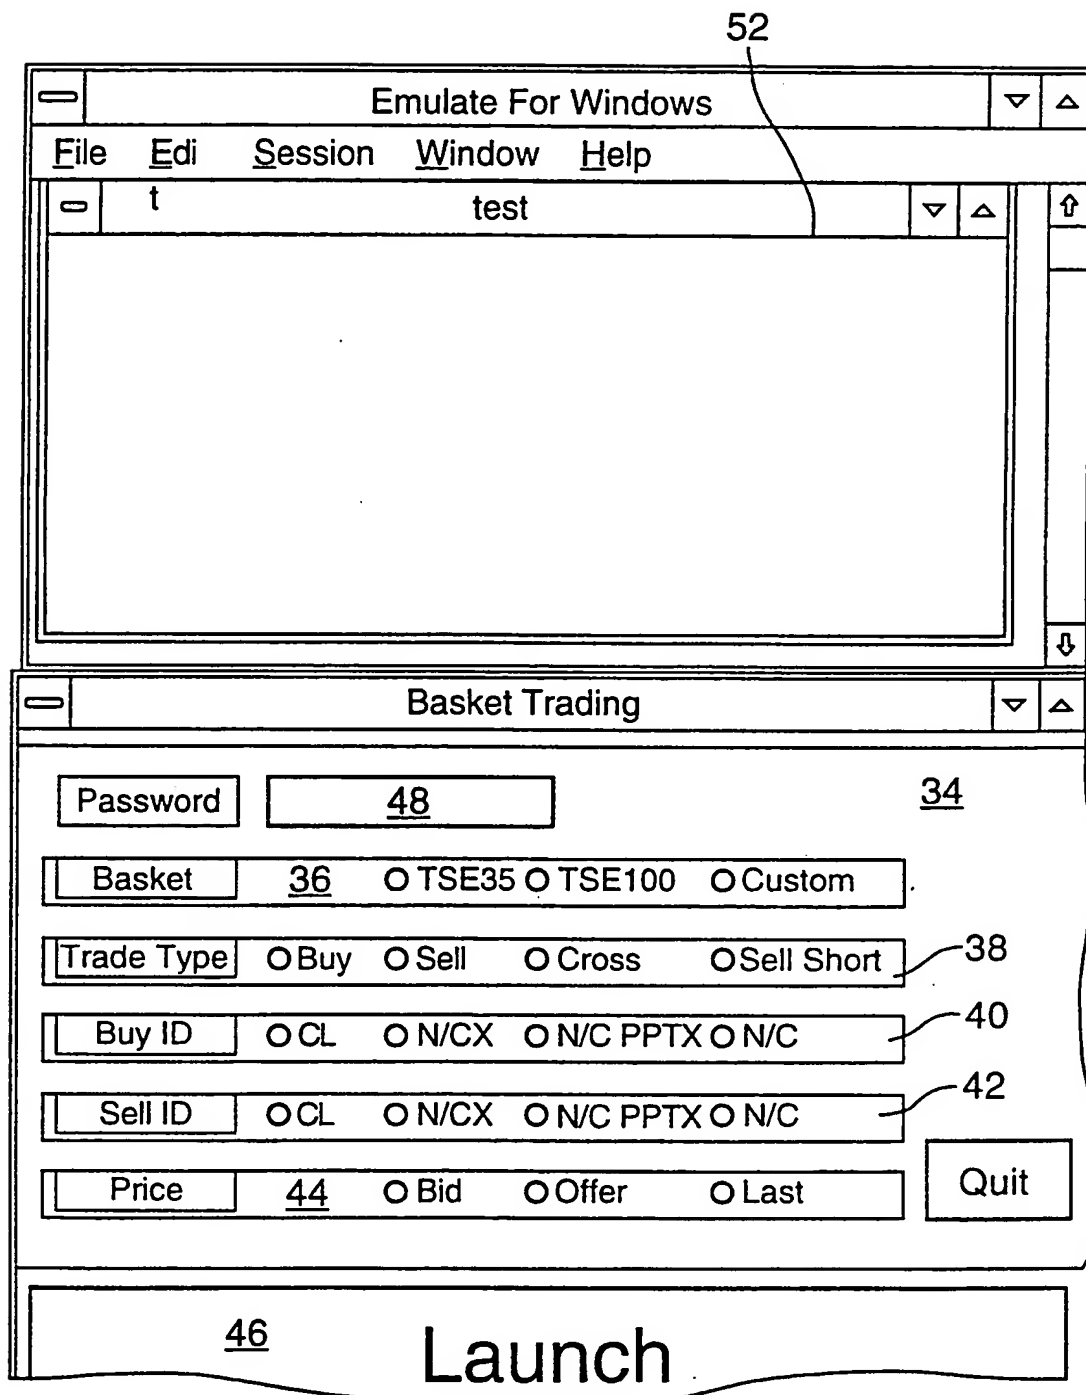 52
Emulate For Windows
File Edi Session Window Help
t test
Basket Trading
Password 48 34
Basket 36 TSE35 TSE100 Custom
Trade Type Buy Sell Cross Sell Short 38
Buy ID CL N/CX N/C PPTX N/C 40
Sell ID CL N/CX N/C PPTX N/C 42
Price 44 Bid Offer Last
Quit
46 Launch